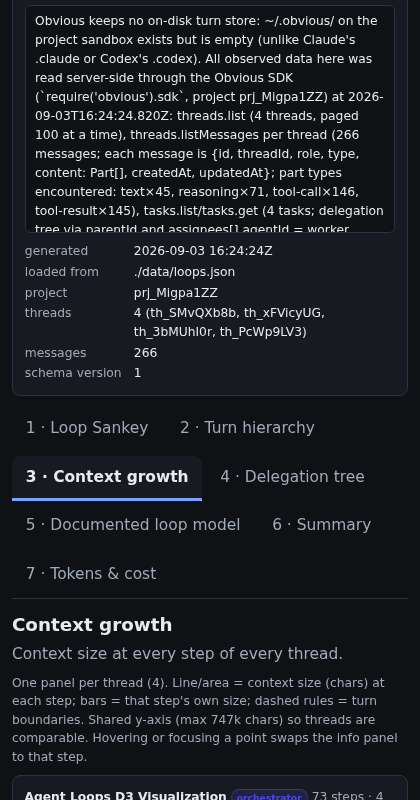 Obvious keeps no on-disk turn store: ~/.obvious/ on the
project sandbox exists but is empty (unlike Claude's
.claude or Codex's .codex). All observed data here was
read server-side through the Obvious SDK
(`require('obvious').sdk`, project prj_Migpa1ZZ) at 2026-
09-03T16:24:24.820Z: threads.list (4 threads, paged
100 at a time), threads.listMessages per thread (266
messages; each message is {id, threadId, role, type,
content: Part[], createdAt, updatedAt}; part types
encountered: text×45, reasoning×71, tool-call×146,
tool-result×145), tasks.list/tasks.get (4 tasks; delegation
tree via parentId and assignees[].agentId = worker
generated 2026-09-03 16:24:24Z
loaded from ./data/loops.json
project prj_Migpa1ZZ
threads 4 (th_SMvQXb8b, th_xFVicyUG,
th_3bMUhI0r, th_PcWp9LV3)
messages 266
schema version 1
1 · Loop Sankey 2 · Turn hierarchy
3 · Context growth 4 · Delegation tree
5 · Documented loop model 6 · Summary
7 · Tokens & cost
Context growth
Context size at every step of every thread.
One panel per thread (4). Line/area = context size (chars) at
each step; bars = that step's own size; dashed rules = turn
boundaries. Shared y-axis (max 747k chars) so threads are
comparable. Hovering or focusing a point swaps the info panel
to that step.
Agent Loops D3 Visualization orchestrator 73 steps · 4